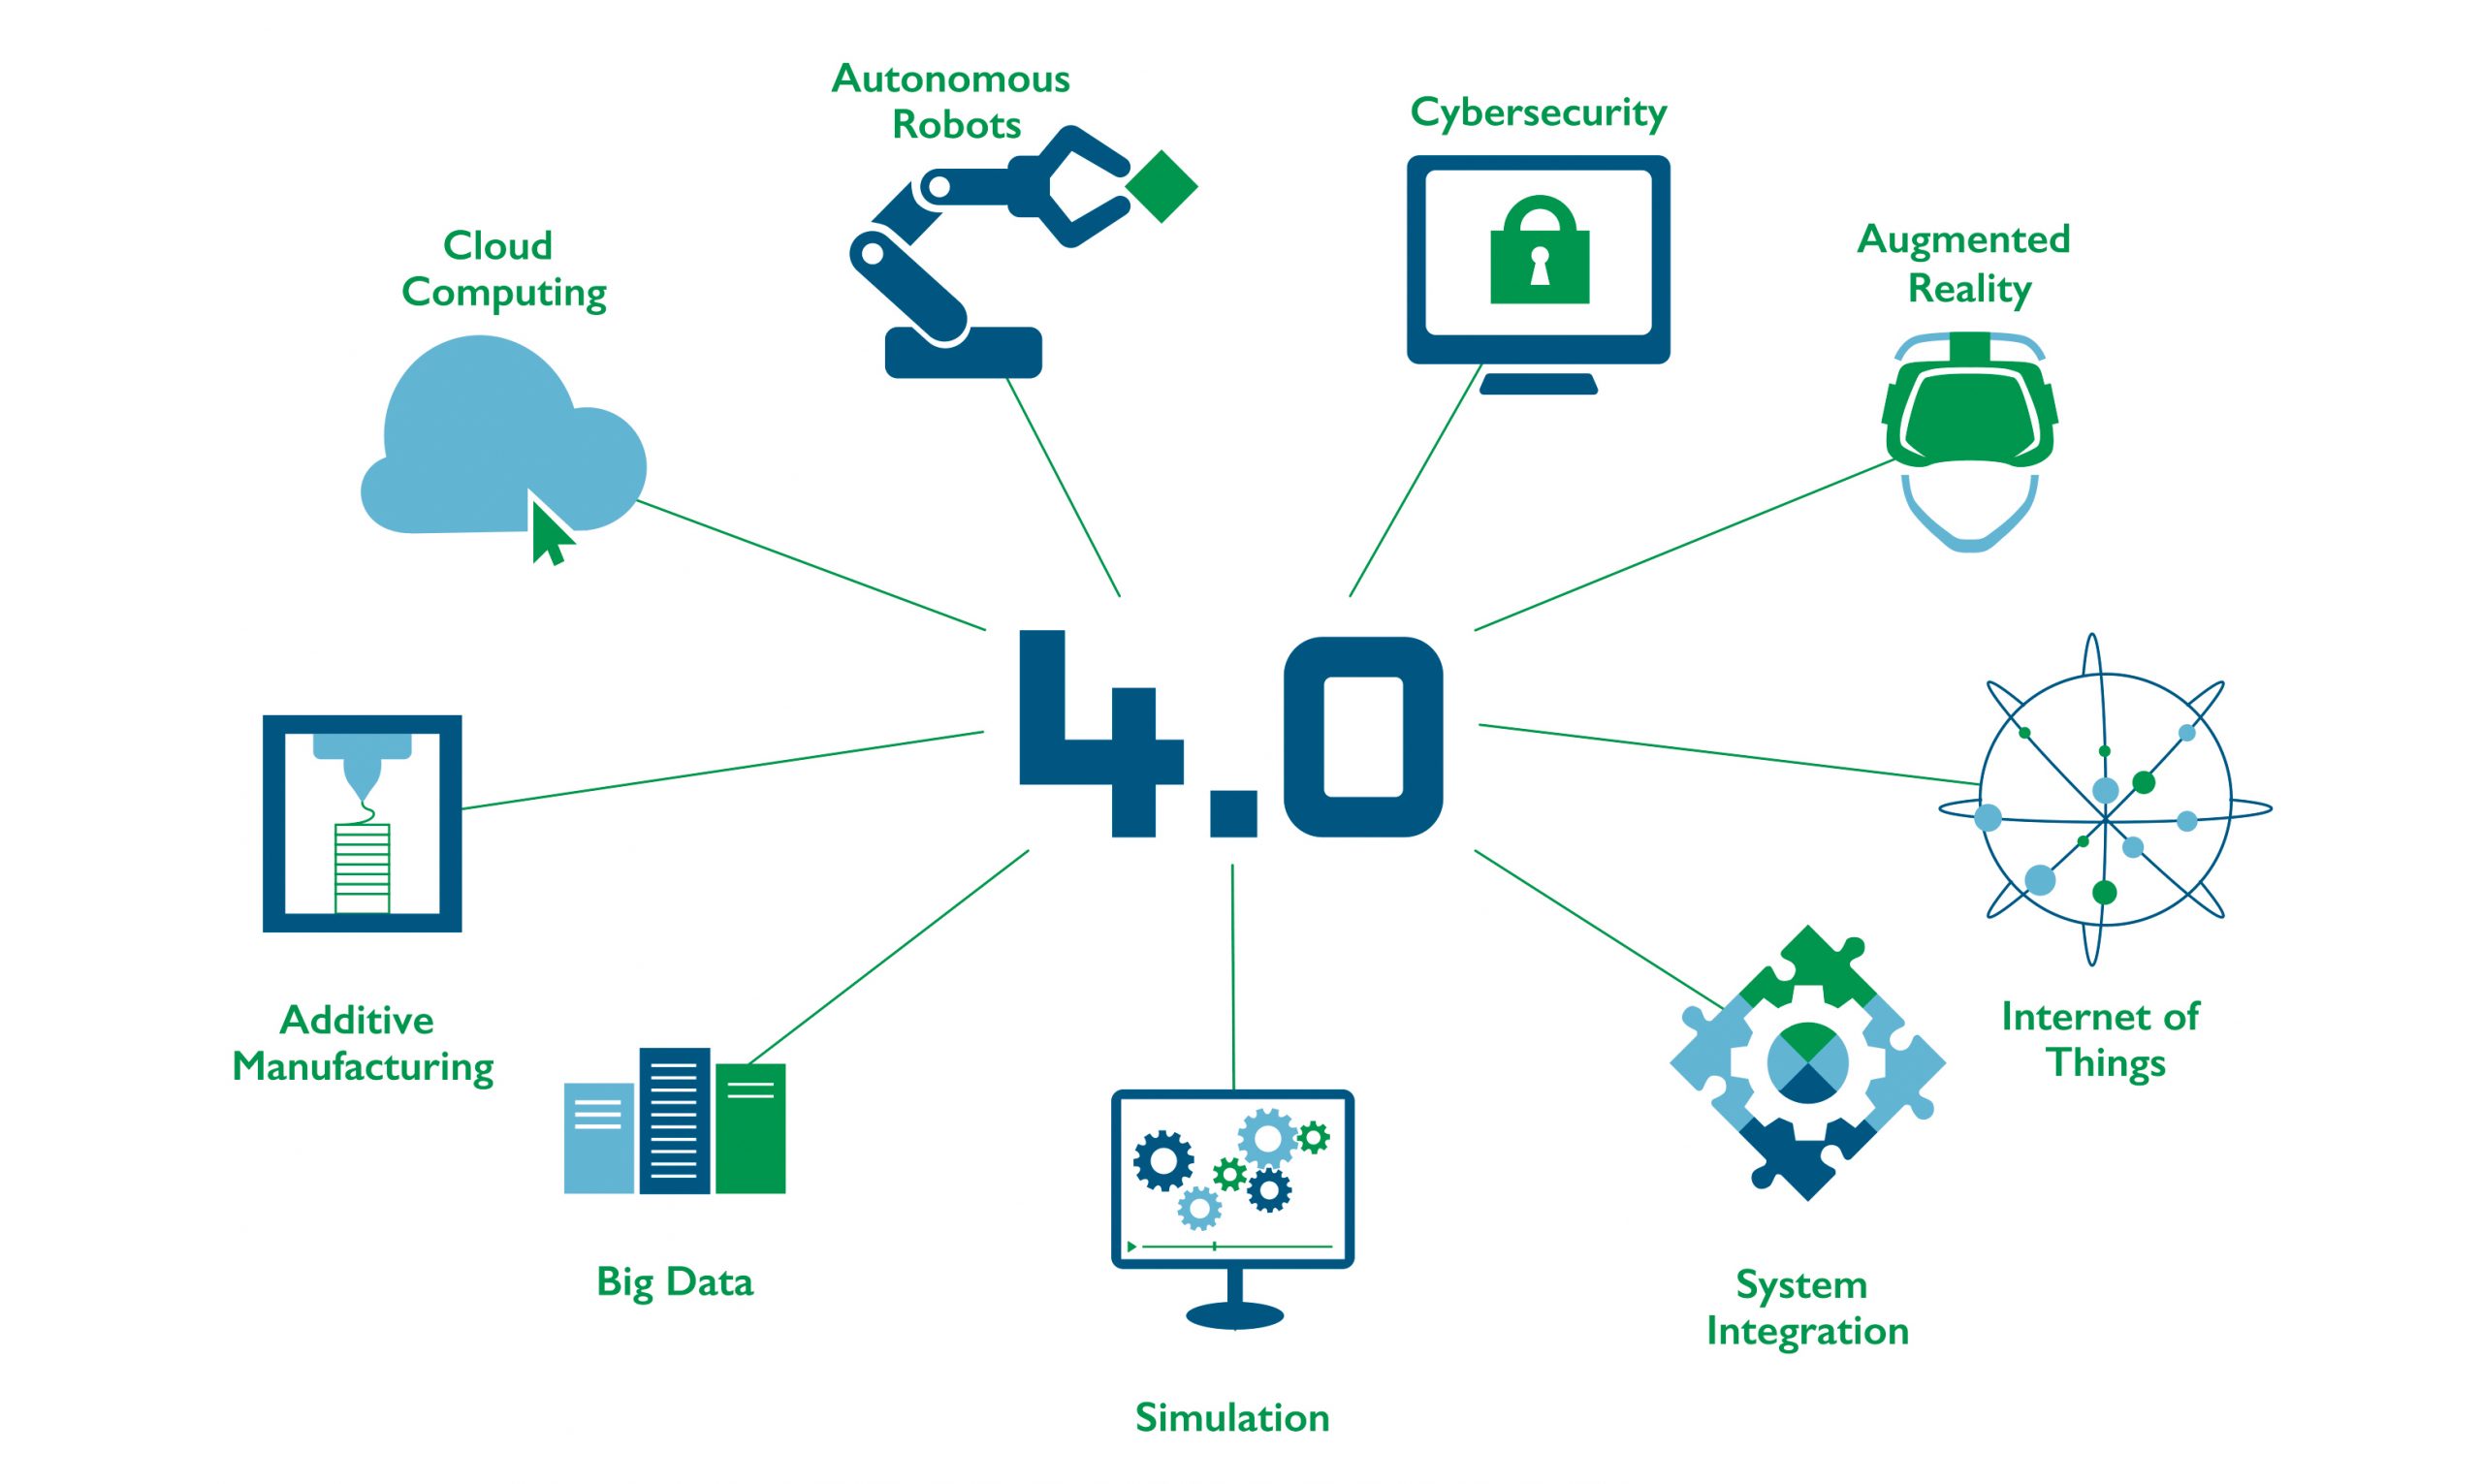 Autonomous
Robots
Cybersecurity
Cloud
Computing
Augmented
Reality
4.0
Additive
Manufacturing
Internet of
Things
Big Data
System
Integration
Simulation